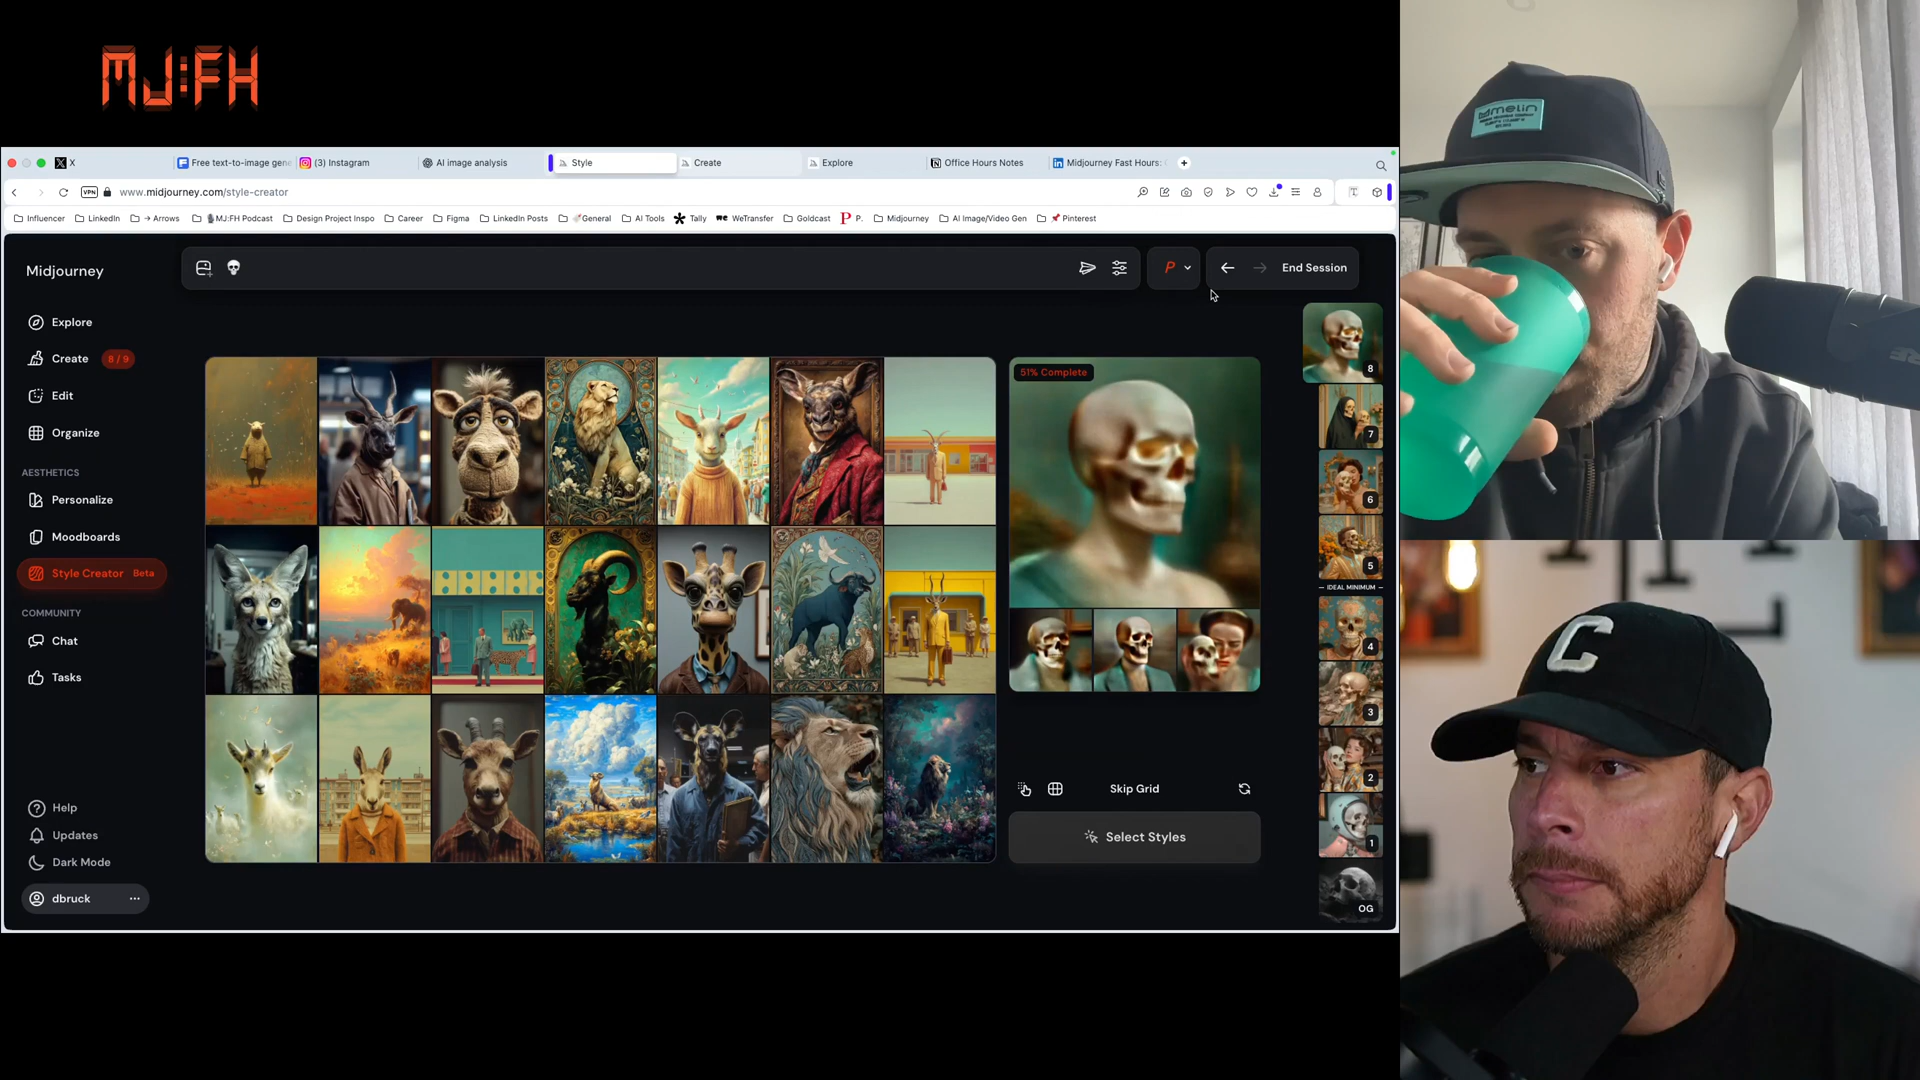 MJ:FH
X
Free text-to-image gene
(3) Instagram
AI image analysis
Style
Create
Explore
Office Hours Notes
Midjourney Fast Hours:
VPN
www.midjourney.com/style-creator
Influencer
LinkedIn
→ Arrows
MJ:FH Podcast
Design Project Inspo
Career
Figma
LinkedIn Posts
General
AI Tools
Tally
WeTransfer
Goldcast
P.
Midjourney
AI Image/Video Gen
Pinterest
Midjourney
P
End Session
Explore
Create
8 / 9
Edit
Organize
AESTHETICS
Personalize
Moodboards
Style Creator
Beta
COMMUNITY
Chat
Tasks
Help
Updates
Dark Mode
dbruck
51% Complete
Skip Grid
Select Styles
8
7
6
5
IDEAL MINIMUM
4
3
2
1
OG
melin
C